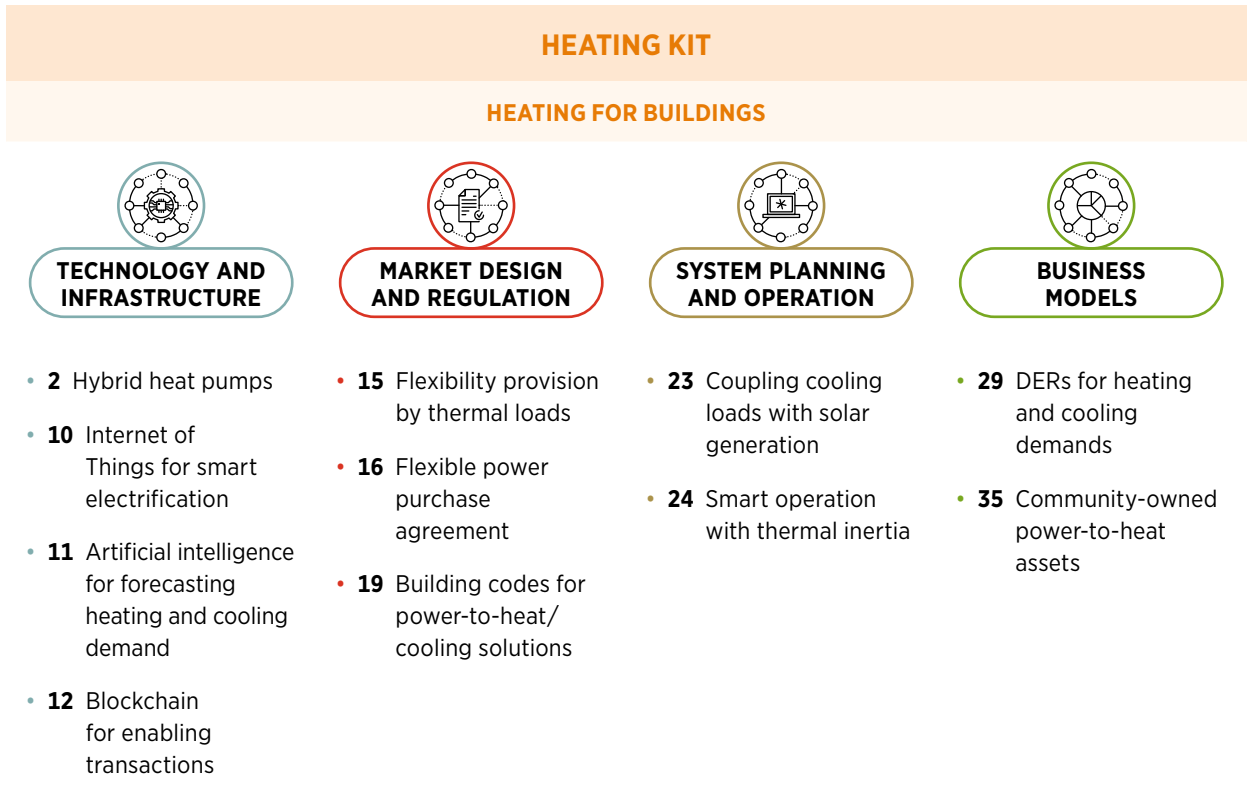 HEATING KIT
HEATING FOR BUILDINGS
TECHNOLOGY AND
INFRASTRUCTURE
• 2 Hybrid heat pumps
• 10 Internet of
Things for smart
electrification
• 11 Artificial intelligence
for forecasting
heating and cooling
demand
• 12 Blockchain
for enabling
transactions
MARKET DESIGN
AND REGULATION
• 15 Flexibility provision
by thermal loads
• 16 Flexible power
purchase
agreement
• 19 Building codes for
power-to-heat/
cooling solutions
SYSTEM PLANNING
AND OPERATION
• 23 Coupling cooling
loads with solar
generation
• 24 Smart operation
with thermal inertia
BUSINESS
MODELS
• 29 DERs for heating
and cooling
demands
• 35 Community-owned
power-to-heat
assets